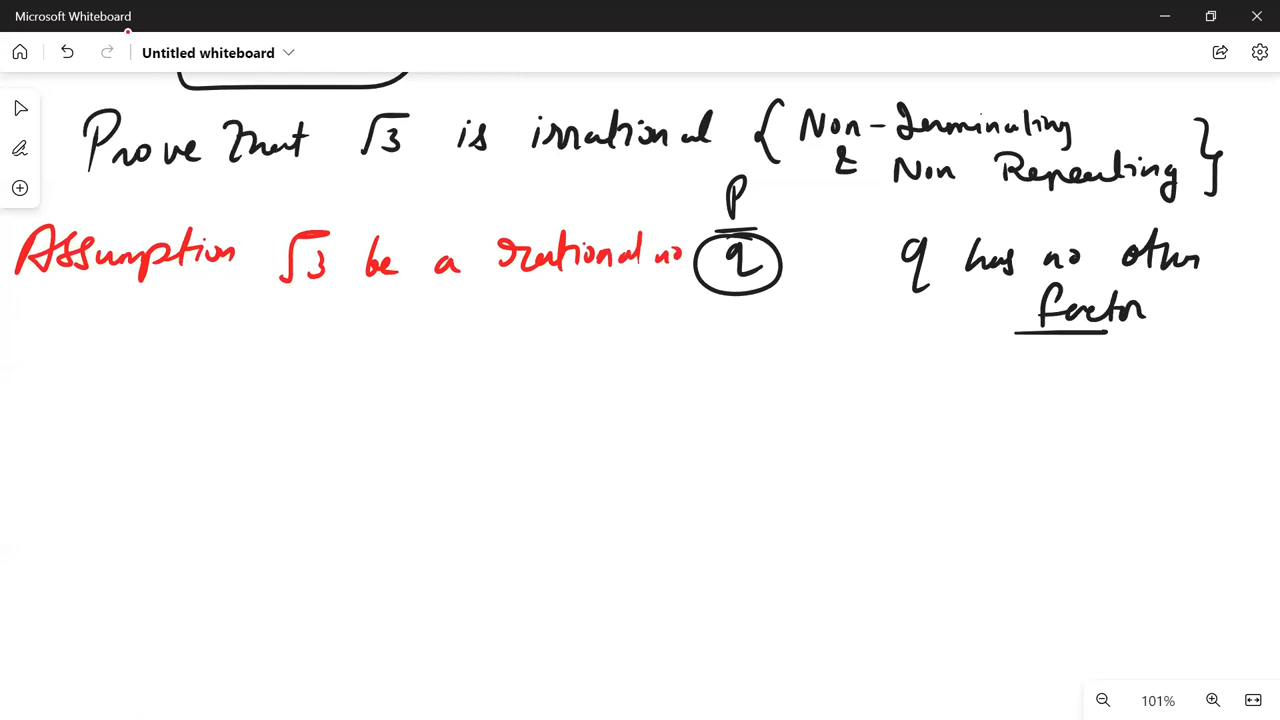 Microsoft Whiteboard
Untitled whiteboard
Prove that √3 is irrational { Non-Terminating
& Non Repeating }
Assumption √3 be a rational no p/q
q has no other
factor
101%